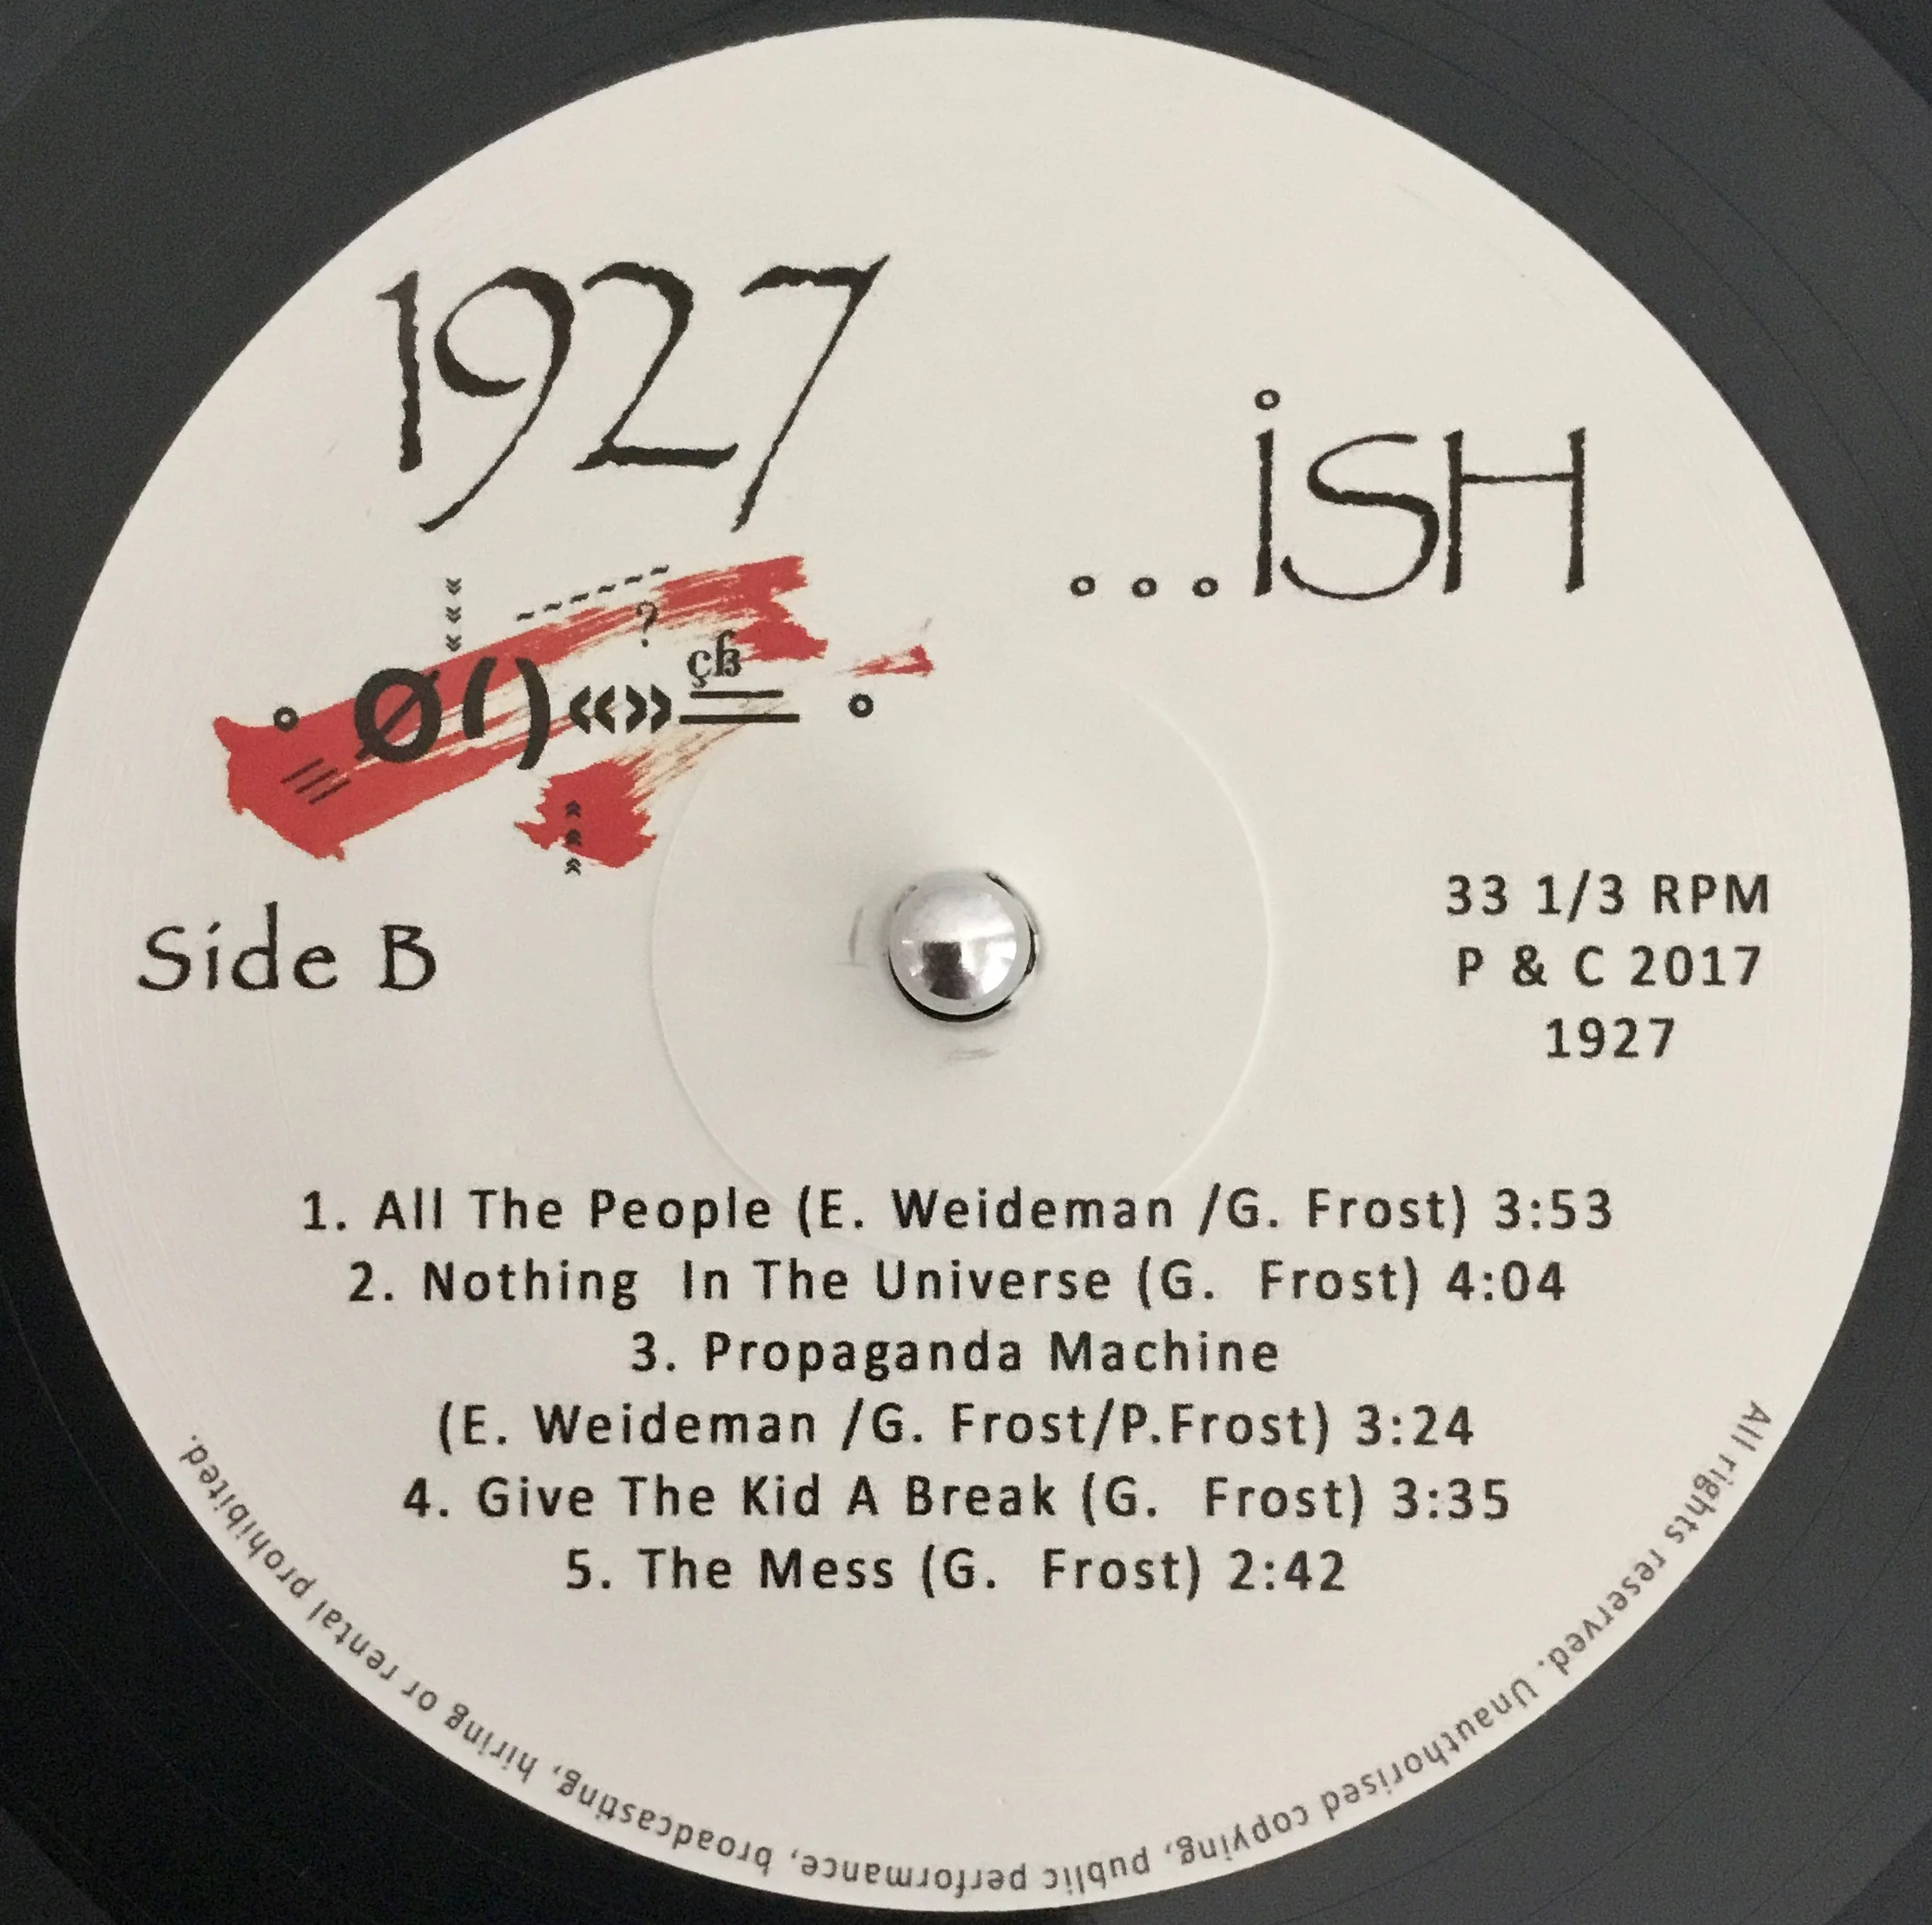 1927
...iSH
«««
~~~~~~
?
çß
° Ø()«»= °
«««
Side B
33 1/3 RPM
P & C 2017
1927
1. All The People (E. Weideman /G. Frost) 3:53
2. Nothing  In The Universe (G.  Frost) 4:04
3. Propaganda Machine
(E. Weideman /G. Frost/P.Frost) 3:24
4. Give The Kid A Break (G.  Frost) 3:35
5. The Mess (G.  Frost) 2:42
All rights reserved. Unauthorised copying, public performance, broadcasting, hiring or rental prohibited.